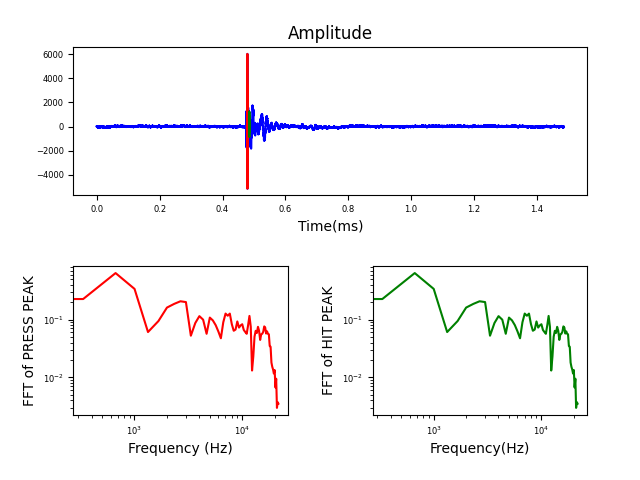 Amplitude
6000
4000
2000
0
−2000
−4000
0.0 0.2 0.4 0.6 0.8 1.0 1.2 1.4
Time(ms)
FFT of PRESS PEAK
10⁻¹
10⁻²
10³ 10⁴
Frequency (Hz)
FFT of HIT PEAK
10⁻¹
10⁻²
10³ 10⁴
Frequency(Hz)